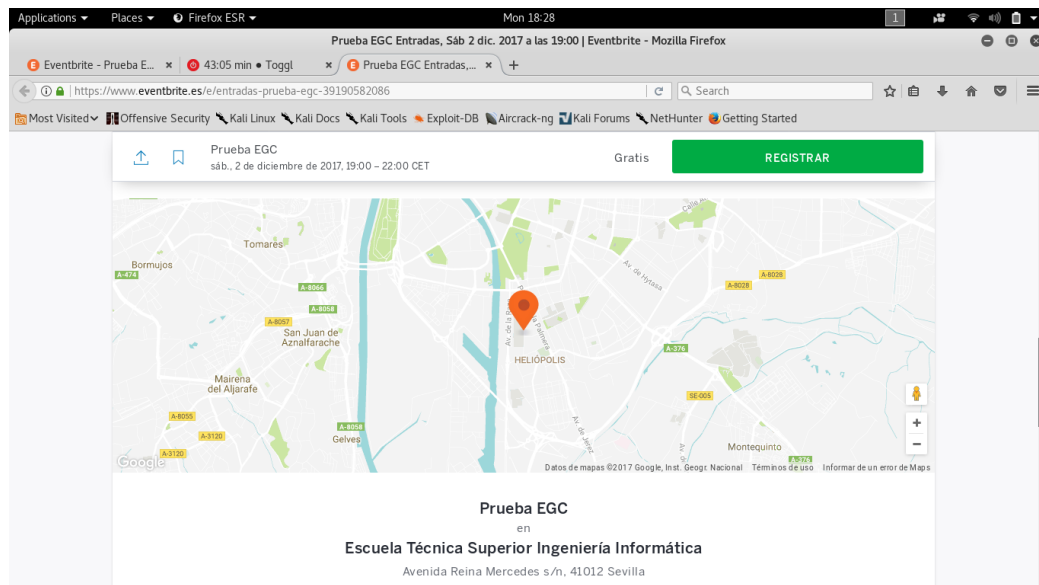 Applications Places Firefox ESR Mon 18:28 1
Prueba EGC Entradas, Sáb 2 dic. 2017 a las 19:00 | Eventbrite - Mozilla Firefox
Eventbrite - Prueba E... 43:05 min • Toggl Prueba EGC Entradas,...
https://www.eventbrite.es/e/entradas-prueba-egc-39190582086 Search
Most Visited Offensive Security Kali Linux Kali Docs Kali Tools Exploit-DB Aircrack-ng Kali Forums NetHunter Getting Started
Prueba EGC
sáb., 2 de diciembre de 2017, 19:00 – 22:00 CET
Gratis
REGISTRAR
Tomares
Bormujos
A-474
A-8066
A-8058
A-8057
San Juan de
Aznalfarache
Av. de Hytasa
A-8028
A-8028
HELIÓPOLIS
A-376
Mairena
del Aljarafe
SE-005
A-8055
A-3120
A-8058
Gelves
A-3120
Av. de Jerez
Montequinto
A-376
Google
Datos de mapas ©2017 Google, Inst. Geogr. Nacional Términos de uso Informar de un error de Maps
Prueba EGC
en
Escuela Técnica Superior Ingeniería Informática
Avenida Reina Mercedes s/n, 41012 Sevilla